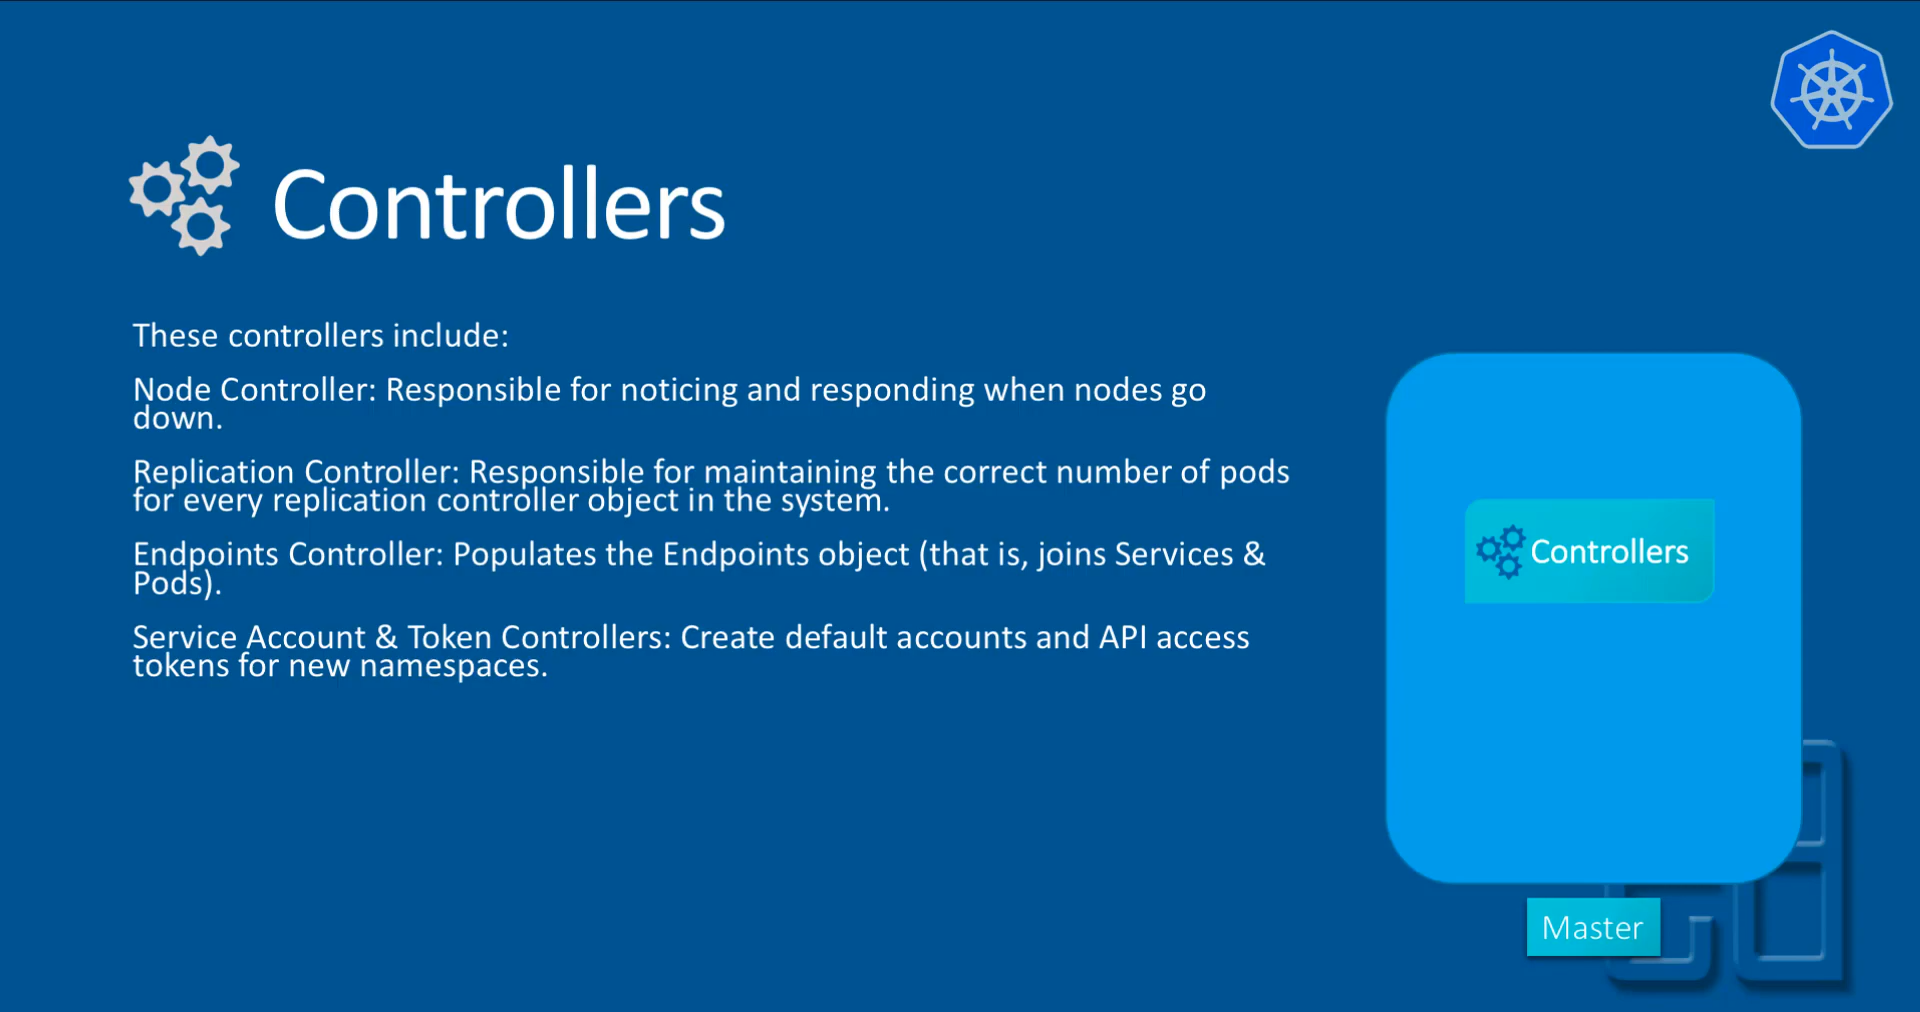 Controllers
These controllers include:
Node Controller: Responsible for noticing and responding when nodes go
down.
Replication Controller: Responsible for maintaining the correct number of pods
for every replication controller object in the system.
Endpoints Controller: Populates the Endpoints object (that is, joins Services &
Pods).
Service Account & Token Controllers: Create default accounts and API access
tokens for new namespaces.
Controllers
Master